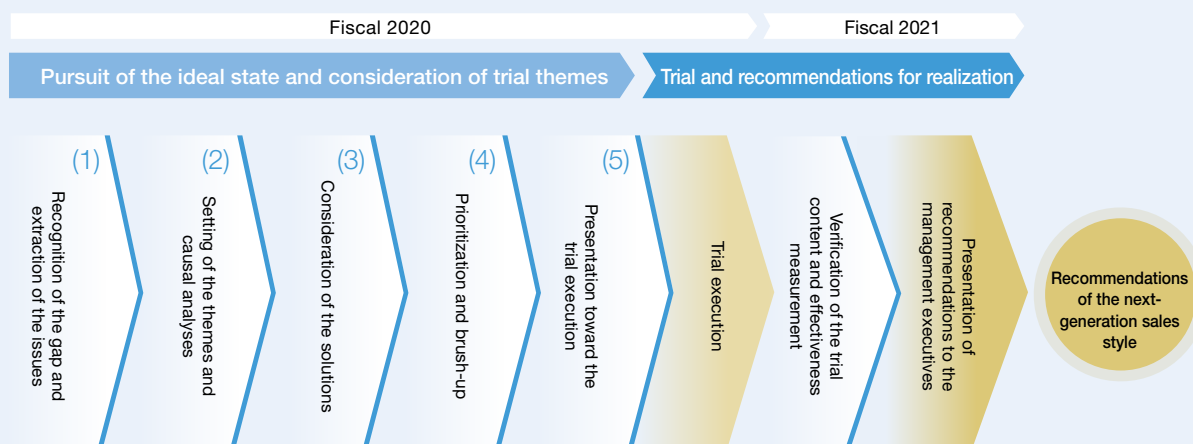 Fiscal 2020
Fiscal 2021
Pursuit of the ideal state and consideration of trial themes
Trial and recommendations for realization
(1)
Recognition of the gap and
extraction of the issues
(2)
Setting of the themes and
causal analyses
(3)
Consideration of the solutions
(4)
Prioritization and brush-up
(5)
Presentation toward the
trial execution
Trial execution
Verification of the trial
content and effectiveness
measurement
Presentation of
recommendations to the
management executives
Recommendations
of the next-
generation sales
style